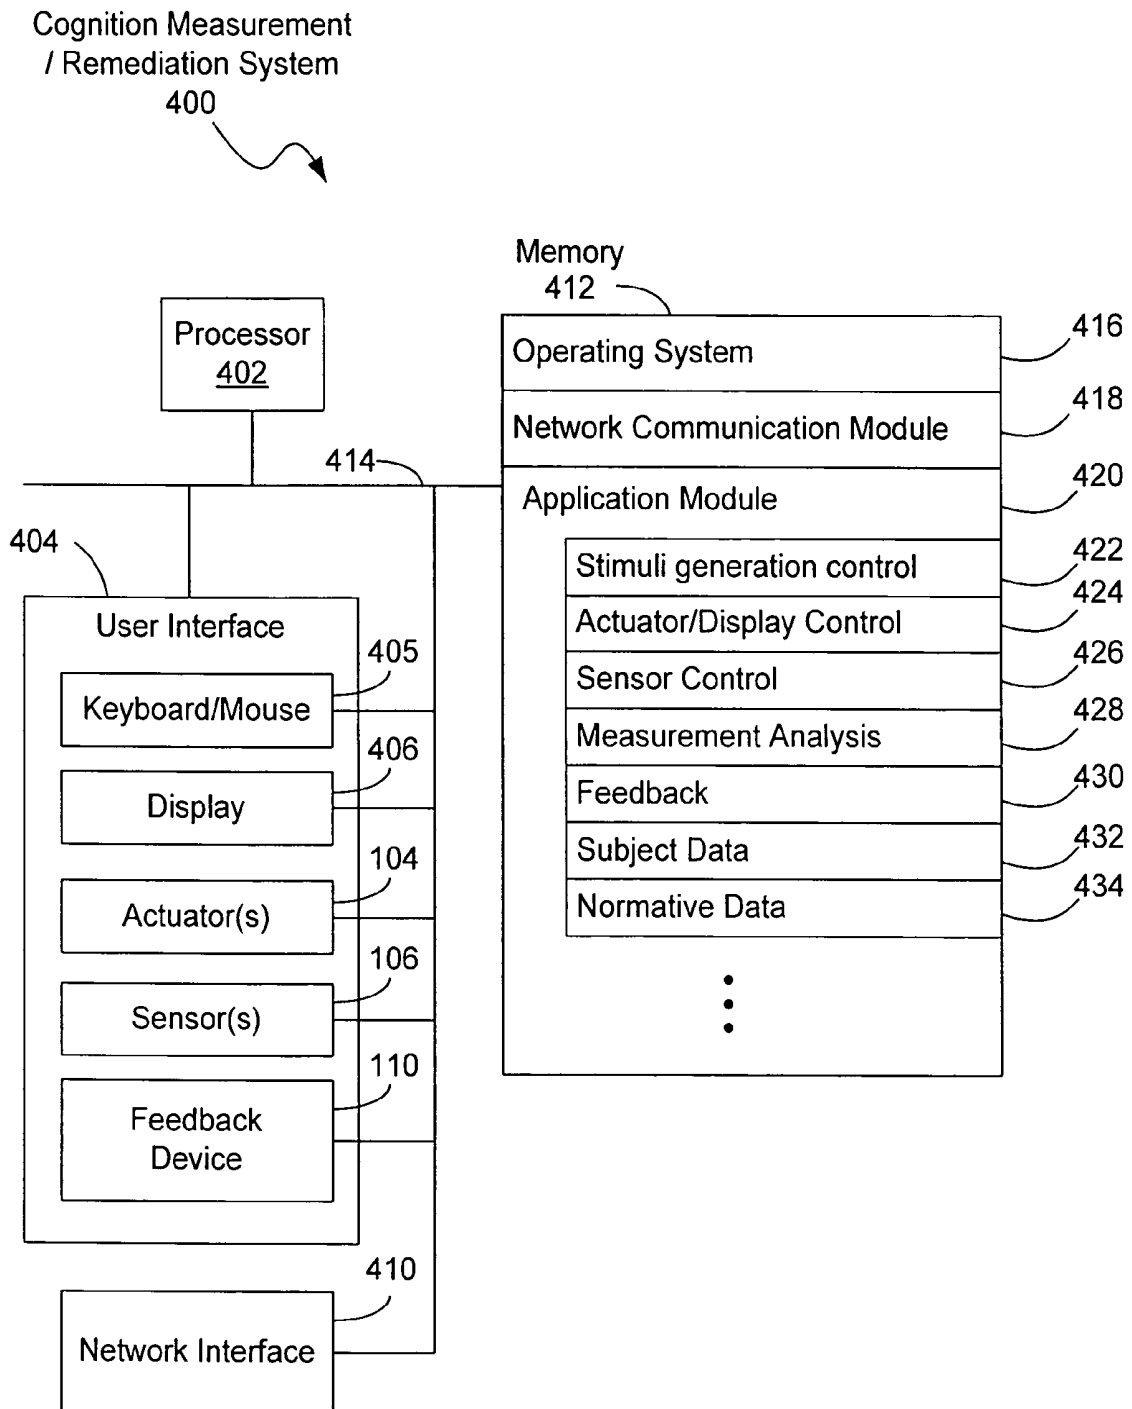 Cognition Measurement
/ Remediation System
400
Memory
412
Processor
402
Operating System
416
Network Communication Module
418
414
Application Module
420
404
Stimuli generation control
422
Actuator/Display Control
424
User Interface
405
Sensor Control
426
Keyboard/Mouse
Measurement Analysis
428
406
Display
Feedback
430
104
Subject Data
432
Actuator(s)
Normative Data
434
106
Sensor(s)
110
Feedback
Device
410
Network Interface